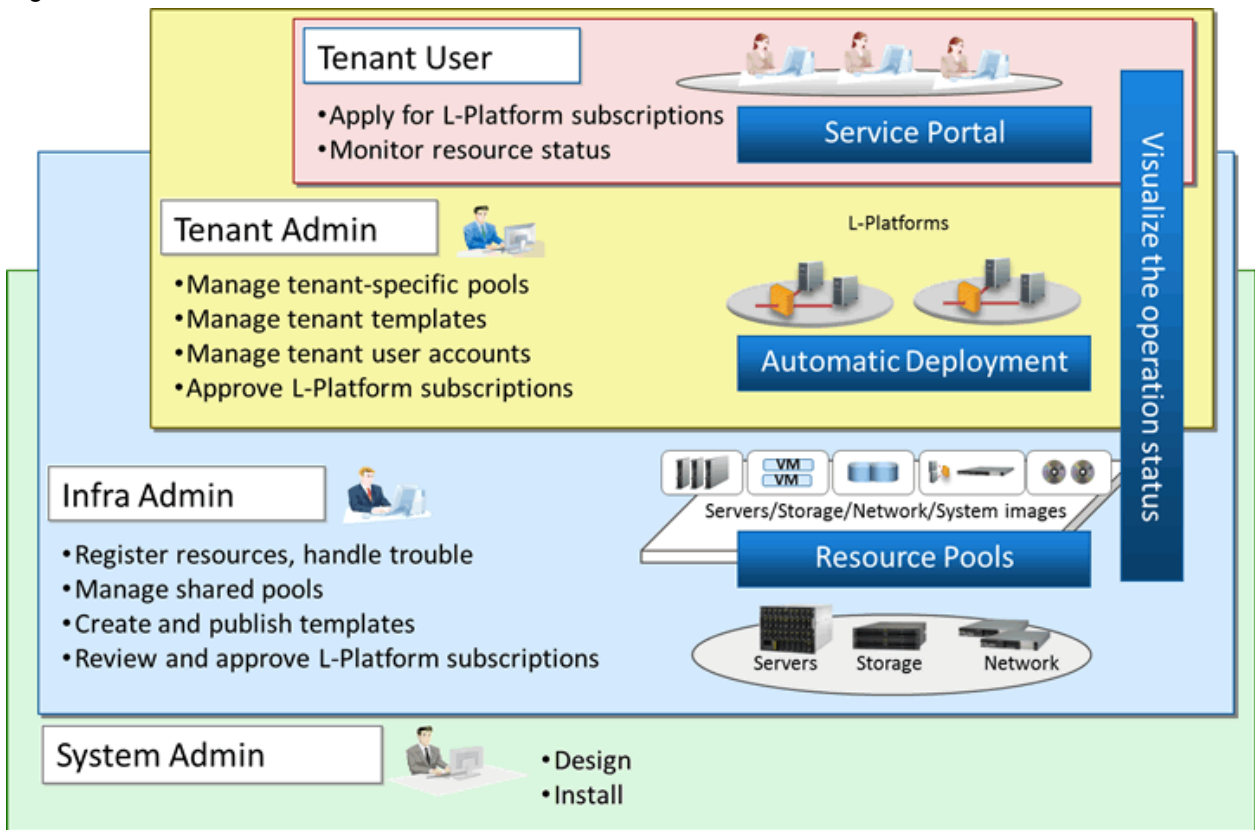 Tenant User
•Apply for L-Platform subscriptions
•Monitor resource status
Service Portal
Visualize the operation status
Tenant Admin
•Manage tenant-specific pools
•Manage tenant templates
•Manage tenant user accounts
•Approve L-Platform subscriptions
L-Platforms
Automatic Deployment
Infra Admin
•Register resources, handle trouble
•Manage shared pools
•Create and publish templates
•Review and approve L-Platform subscriptions
VM
VM
Servers/Storage/Network/System images
Resource Pools
Servers
Storage
Network
System Admin
•Design
•Install